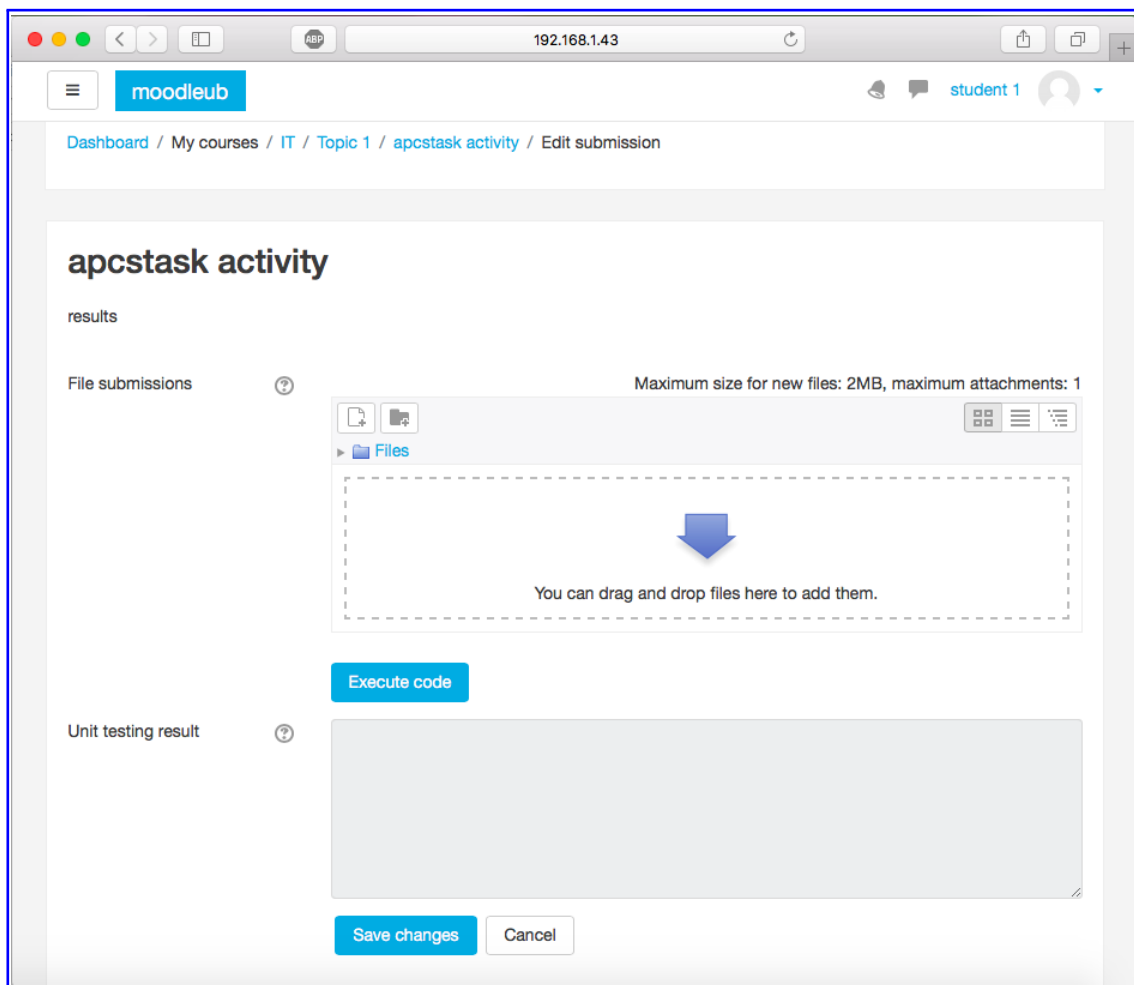 ABP
192.168.1.43
moodleub
student 1
Dashboard / My courses / IT / Topic 1 / apcstask activity / Edit submission
apcstask activity
results
File submissions
Maximum size for new files: 2MB, maximum attachments: 1
Files
You can drag and drop files here to add them.
Execute code
Unit testing result
Save changes Cancel